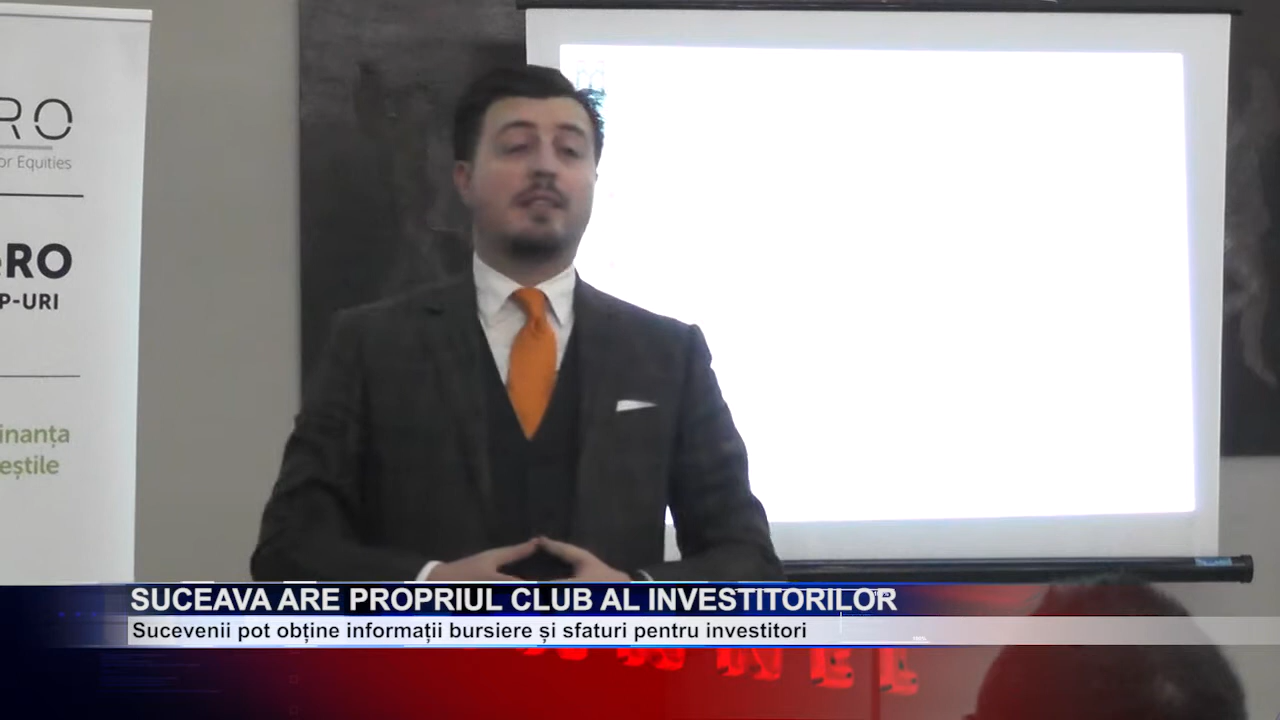 RO
or Equities
RO
P-URI
inanța
eștile
SUCEAVA ARE PROPRIUL CLUB AL INVESTITORILOR
Sucevenii pot obține informații bursiere și sfaturi pentru investitori